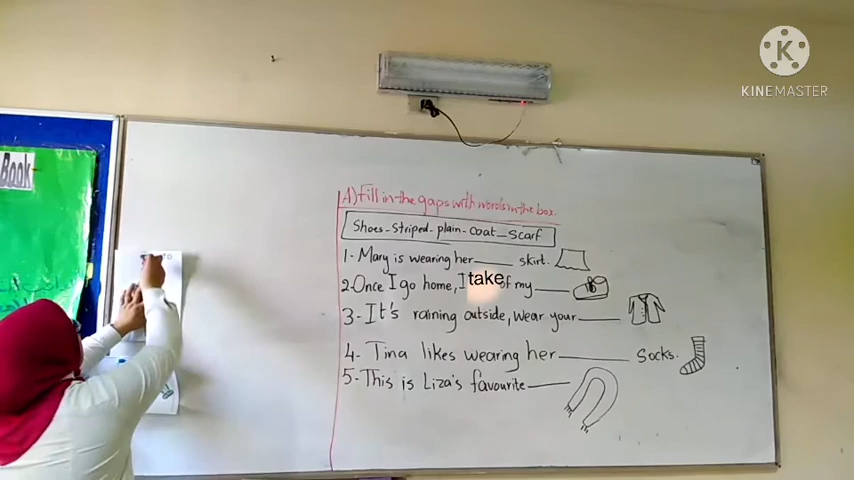 KINEMASTER
Book
A) fill in the gaps with words in the box.
Shoes - Striped - plain - coat - scarf
1- Mary is wearing her ____ skirt.
2. Once I go home, I take of my ____
3- It's raining outside, wear your ____
4- Tina likes wearing her ____ Socks.
5- This is Liza's favourite ____